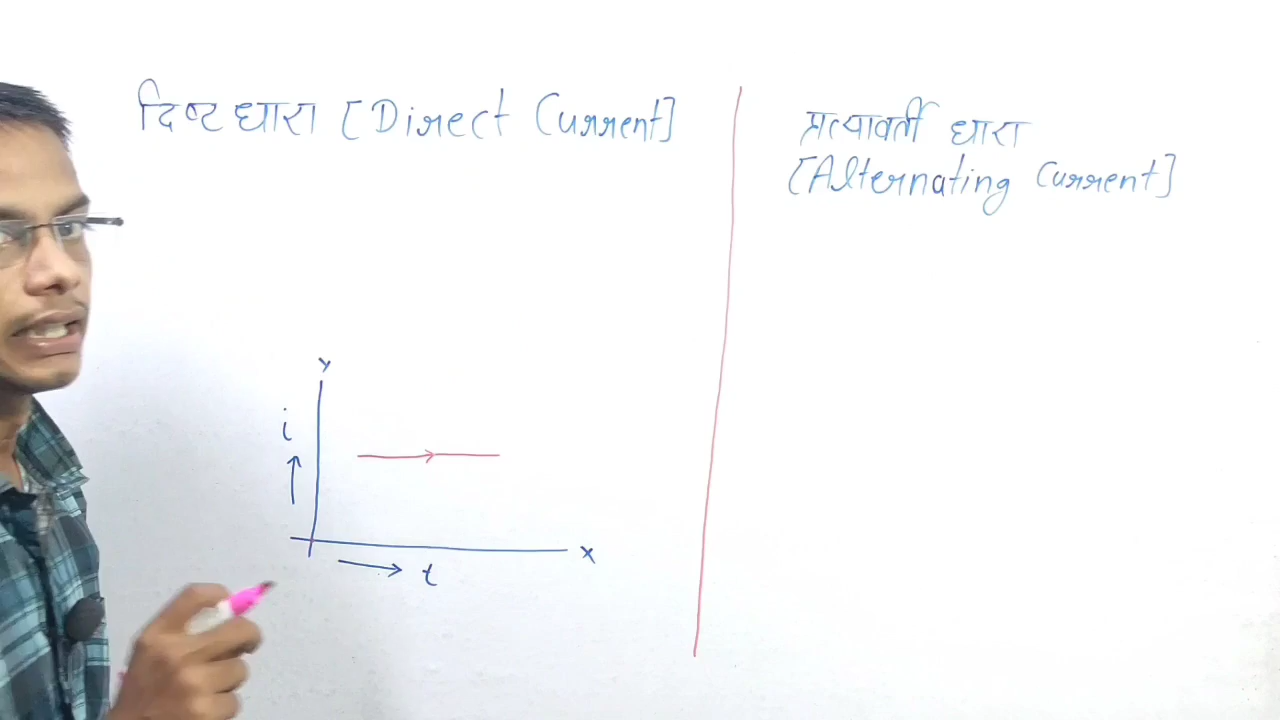 दिष्ट धारा [Direct Current]
प्रत्यावर्ती धारा
[Alternating Current]
y
i
x
t